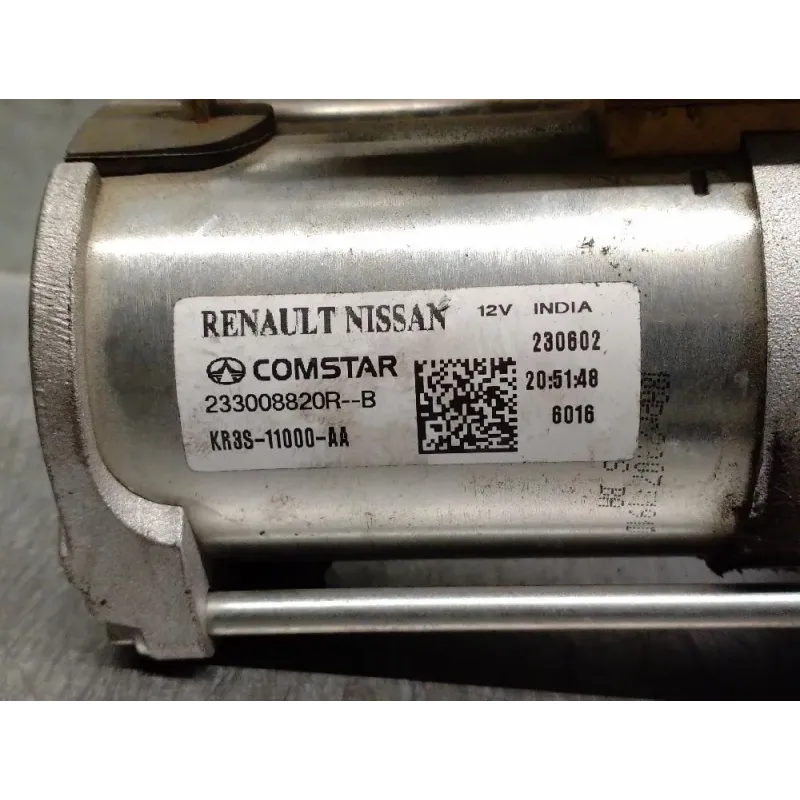 RENAULT NISSAN 12V INDIA
230602
COMSTAR
20:51:48
233008820R--B
6016
KR3S-11000-AA